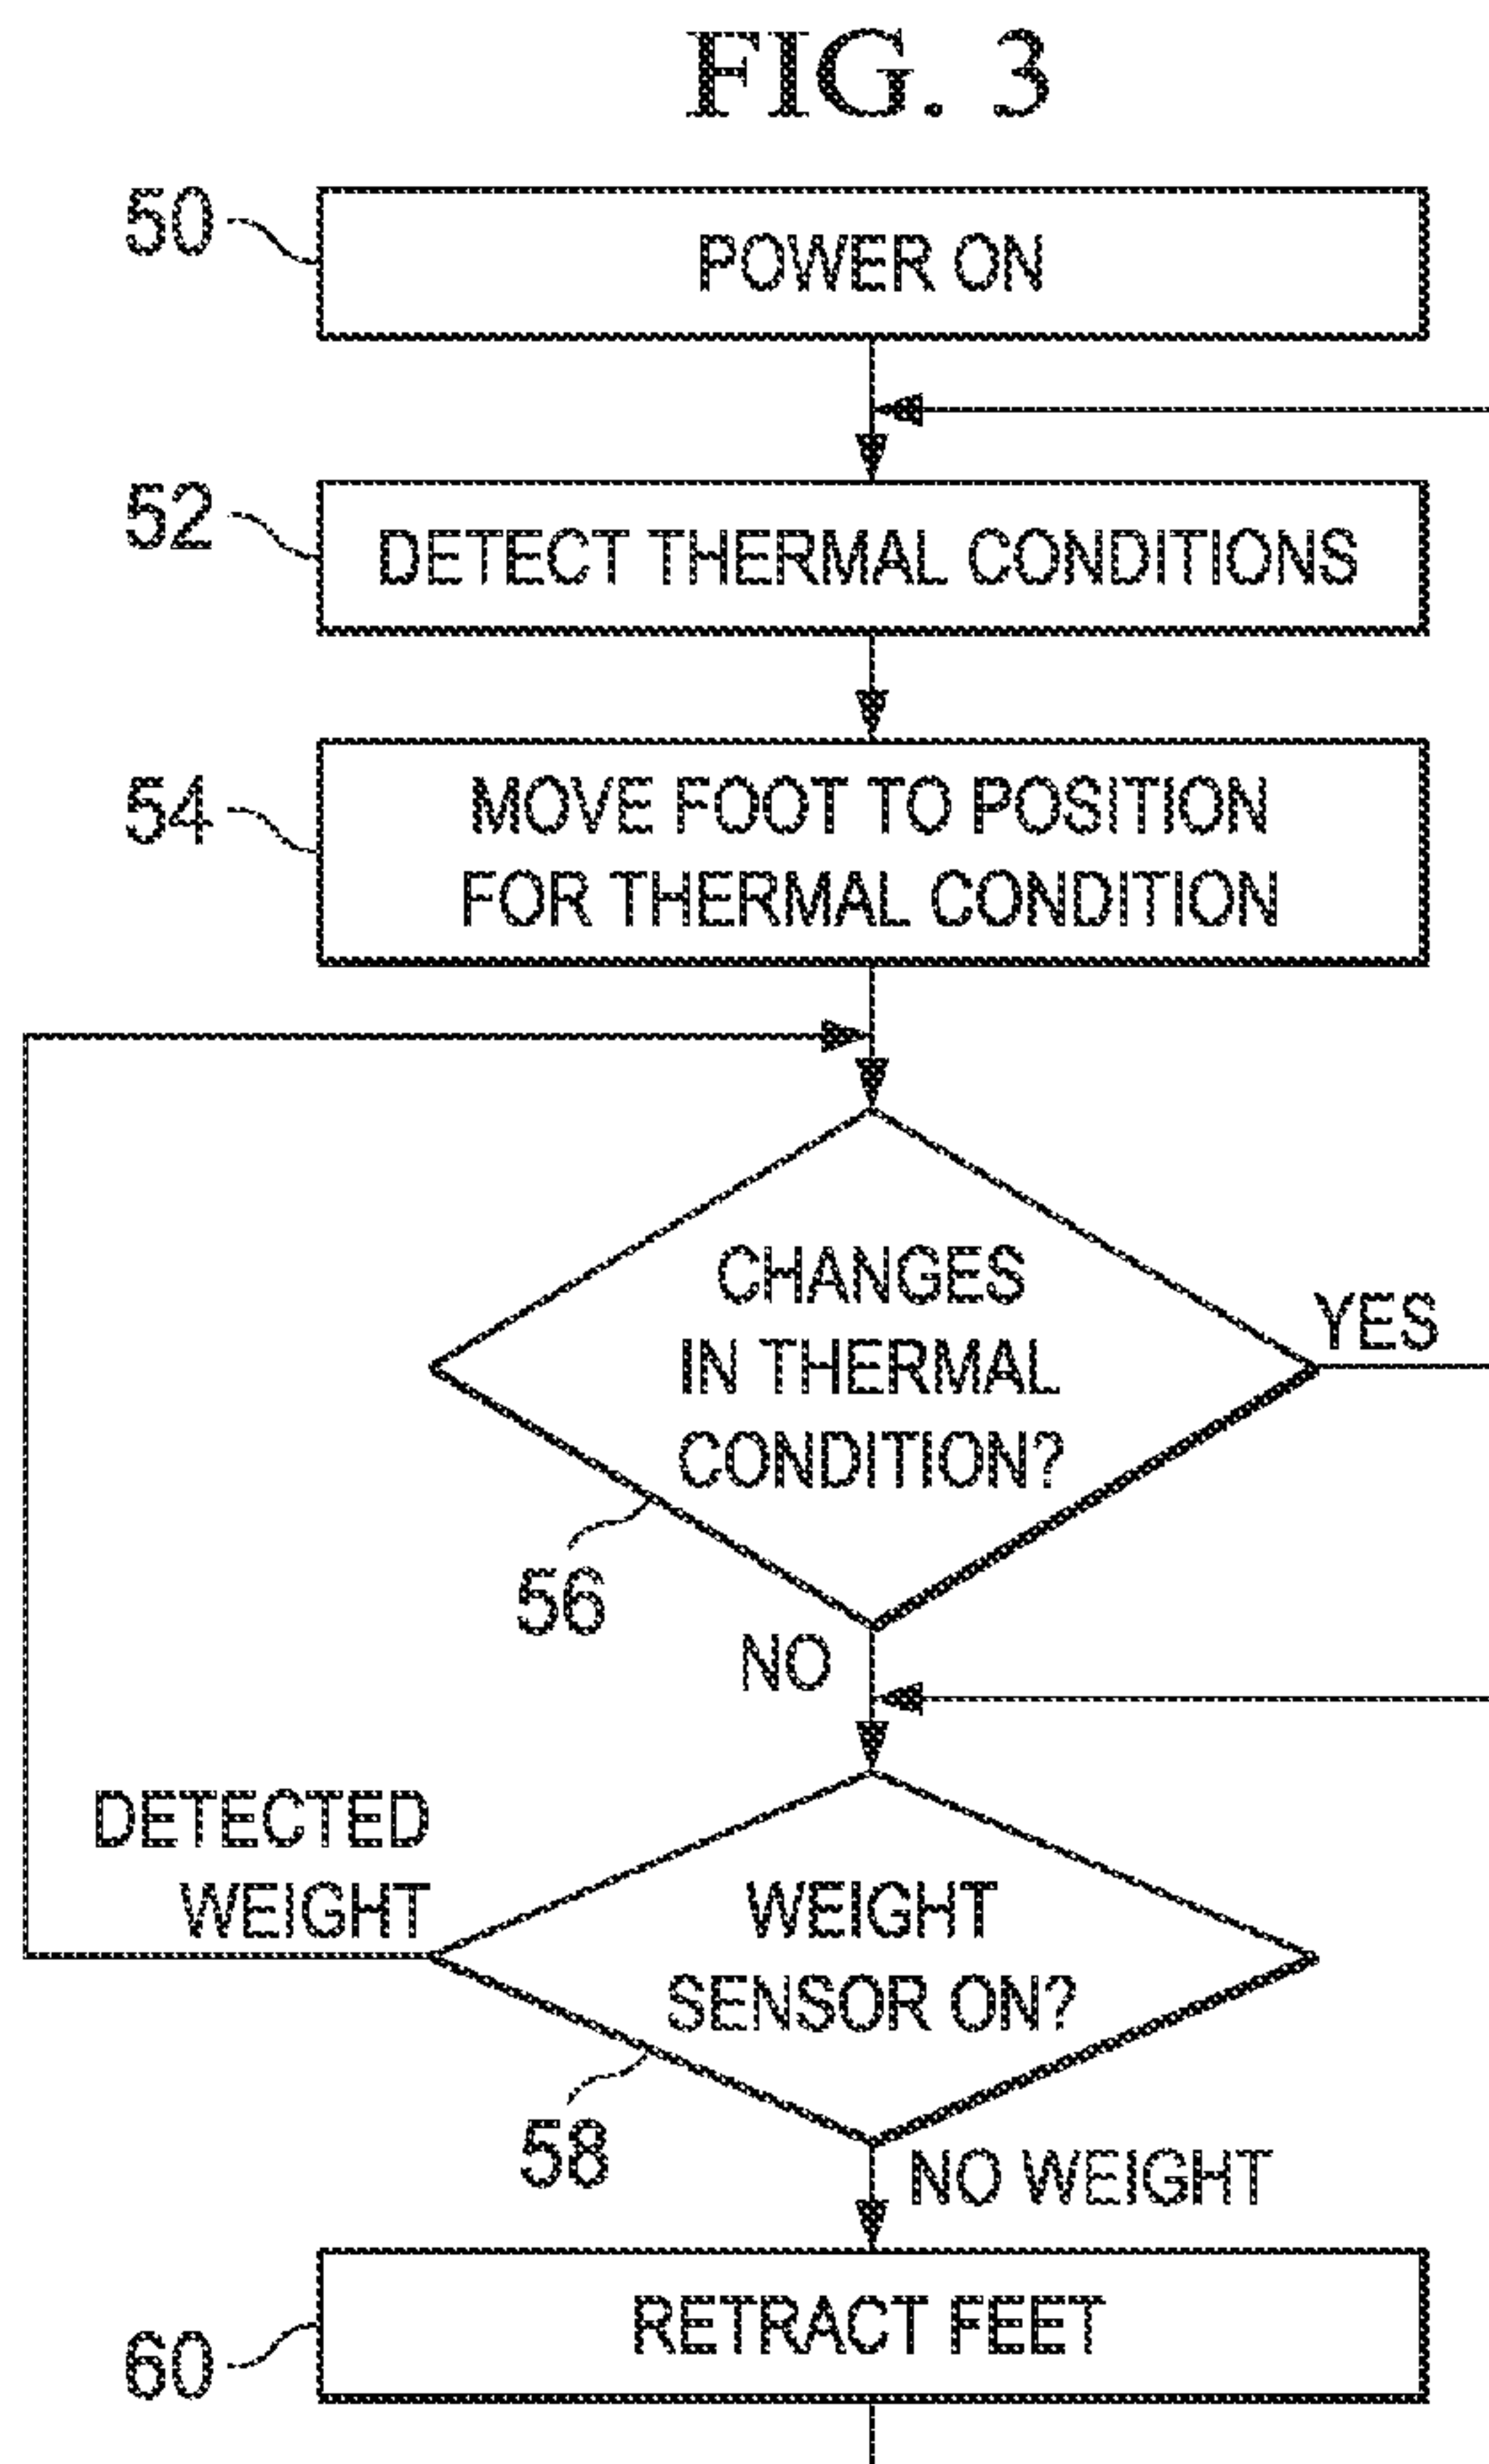 FIG. 3
50
POWER ON
52
DETECT THERMAL CONDITIONS
54
MOVE FOOT TO POSITION
FOR THERMAL CONDITION
CHANGES
IN THERMAL
CONDITION?
YES
56
NO
DETECTED
WEIGHT
WEIGHT
SENSOR ON?
58
NO WEIGHT
60
RETRACT FEET